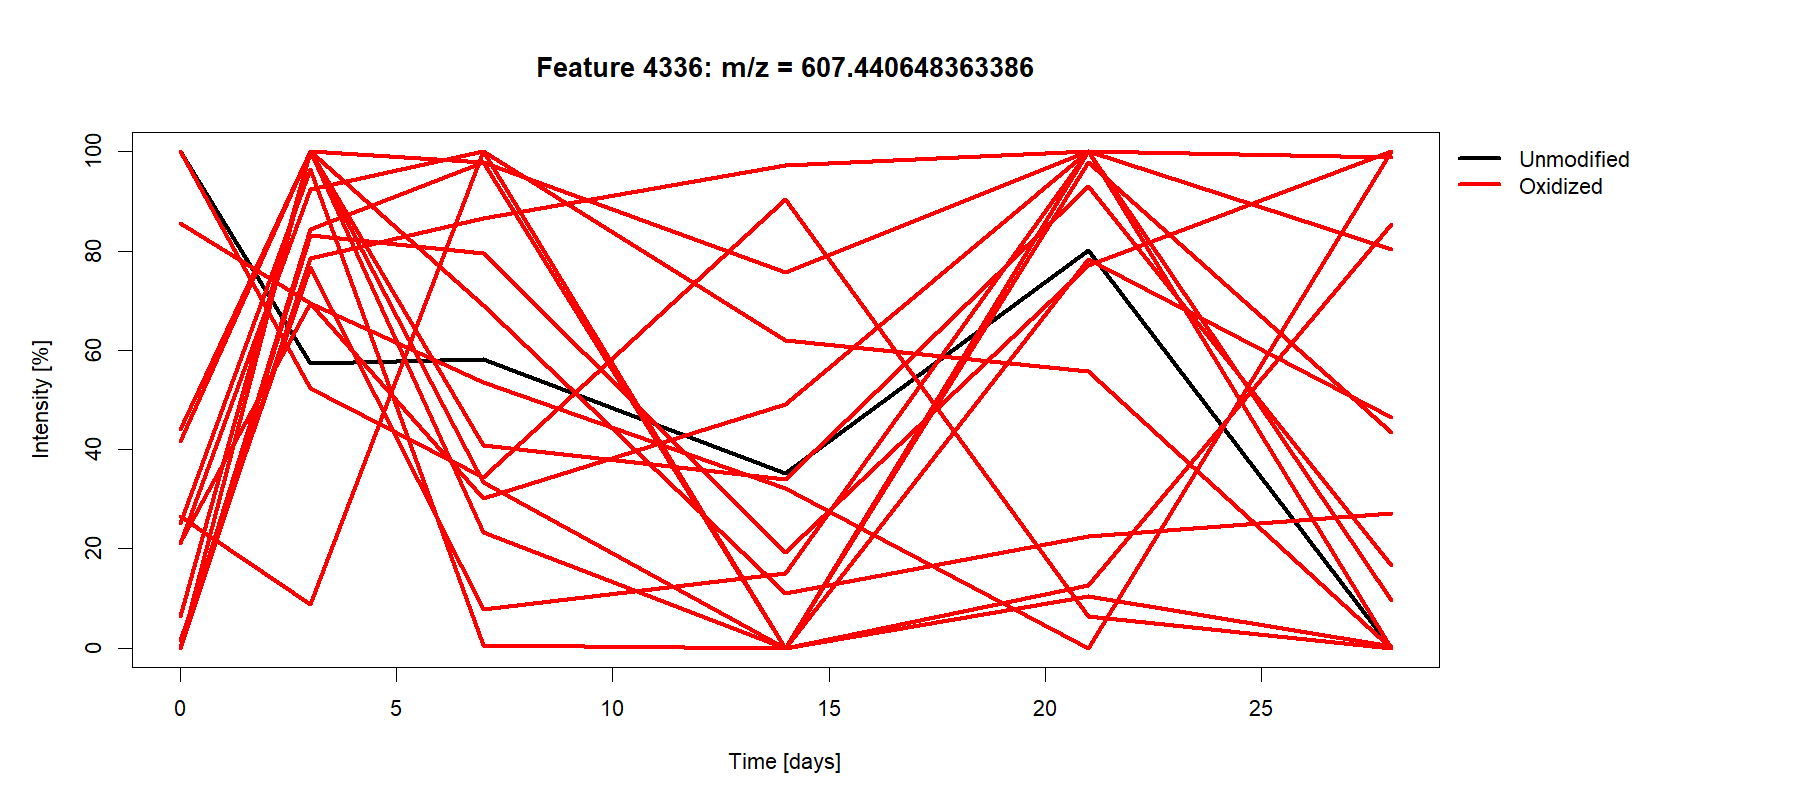 Feature 4336: m/z = 607.440648363386
Unmodified
Oxidized
Intensity [%]
100
80
60
40
20
0
0 5 10 15 20 25
Time [days]